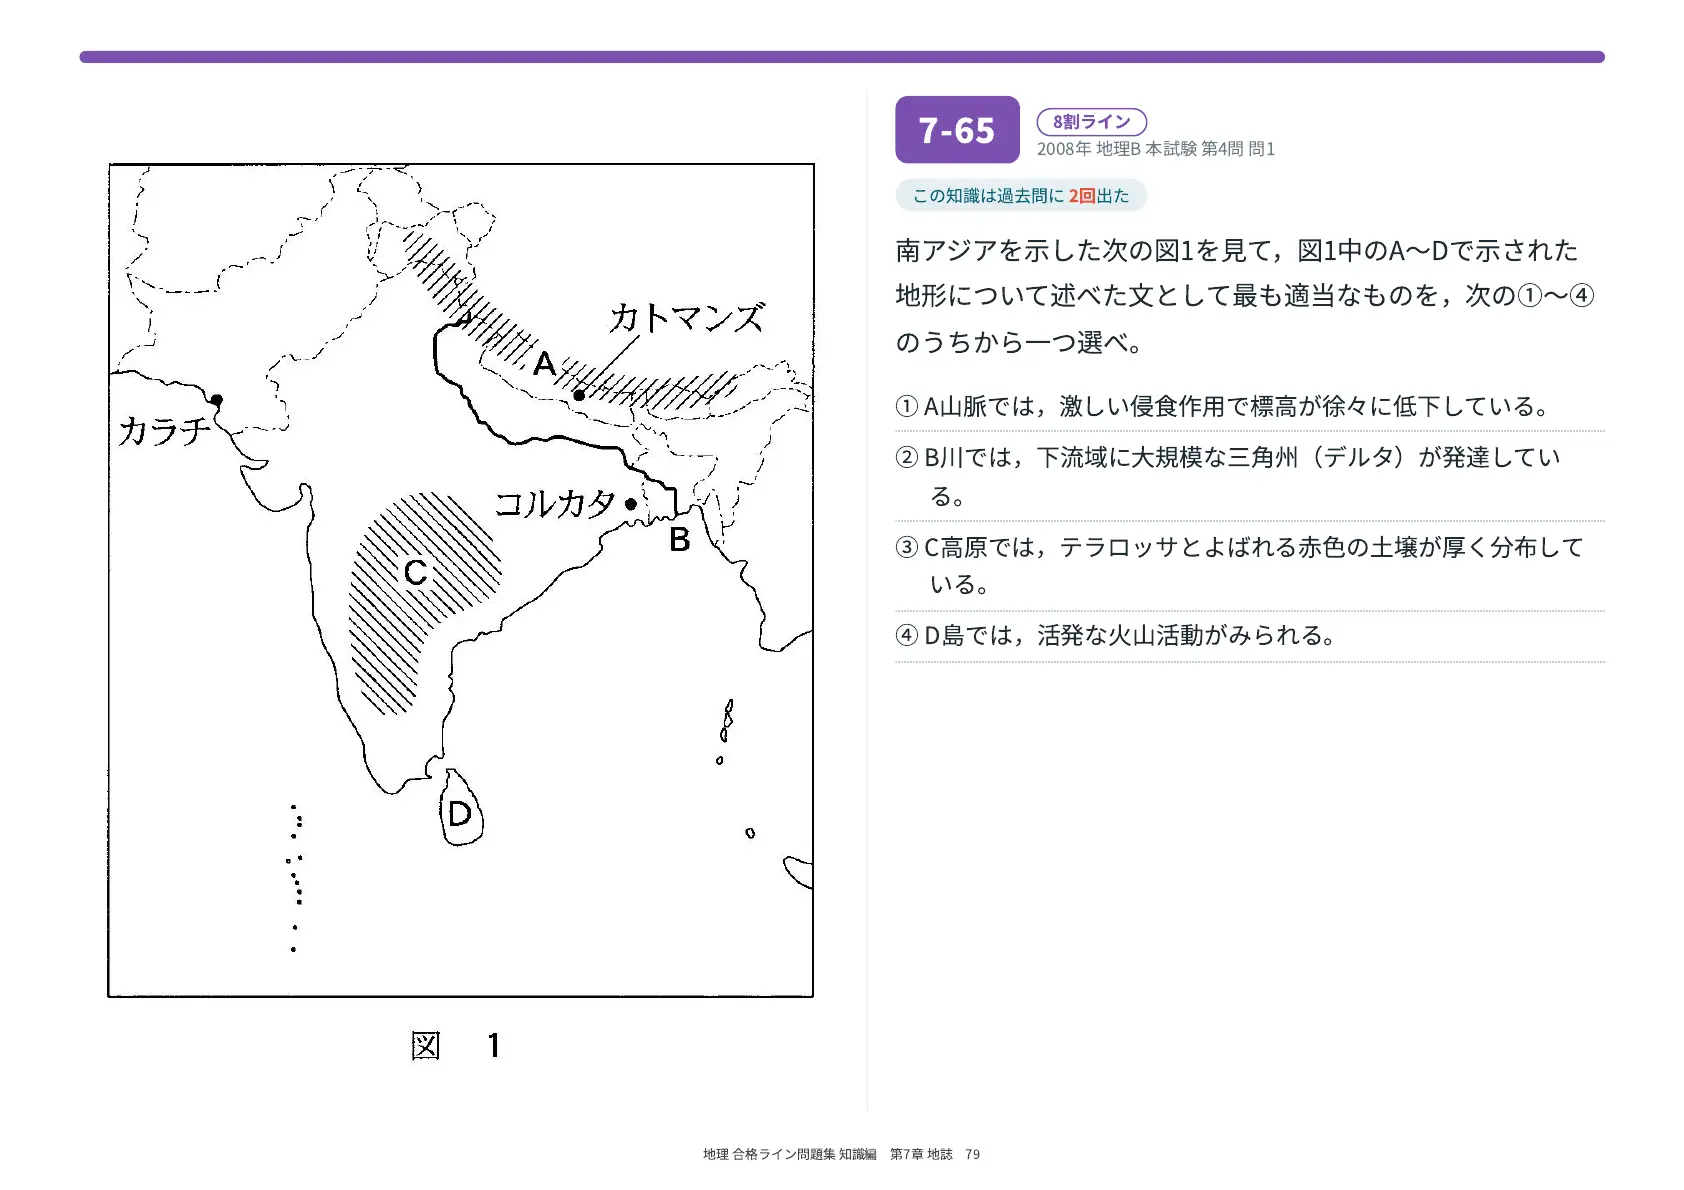 7-65
8割ライン
2008年 地理B 本試験 第4問 問1
この知識は過去問に 2回出た
南アジアを示した次の図1を見て，図1中のA～Dで示された
地形について述べた文として最も適当なものを，次の①～④
のうちから一つ選べ。
① A山脈では，激しい侵食作用で標高が徐々に低下している。
② B川では，下流域に大規模な三角州（デルタ）が発達してい
る。
③ C高原では，テラロッサとよばれる赤色の土壌が厚く分布して
いる。
④ D島では，活発な火山活動がみられる。
カトマンズ
A
カラチ
コルカタ
B
C
D
図 1
地理 合格ライン問題集 知識編 第7章 地誌 79